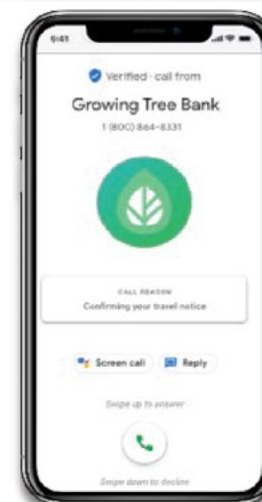 9:41
Verified - call from
Growing Tree Bank
1 (800) 864-8331
CALL REASON
Confirming your travel notice
Screen call
Reply
Swipe up to answer
Swipe down to decline